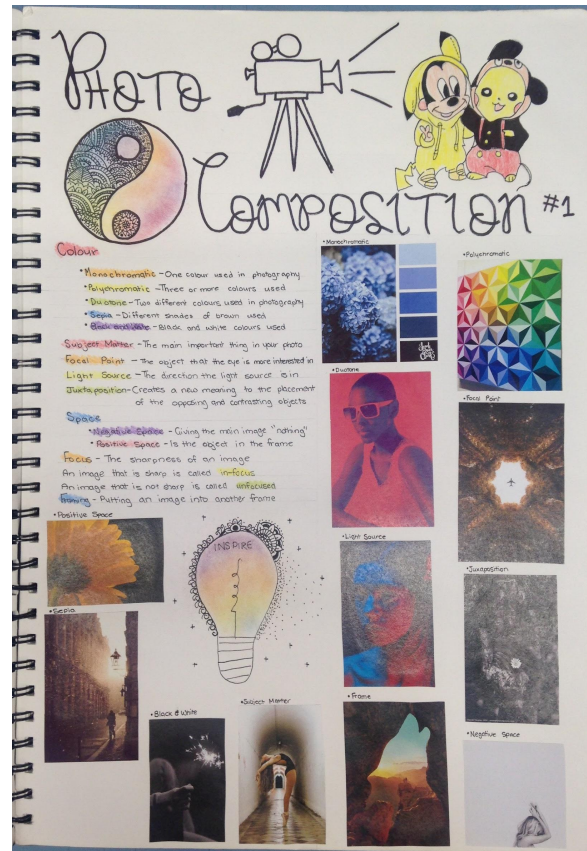 PHOTO
COMPOSITION #1
Colour
•Monochromatic - One colour used in photography
•Polychromatic - Three or more colours used
•Duotone - Two different colours used in photography
•Sepia - Different shades of brown used
•Black and White - Black and white colours used
Subject Matter - The main important thing in your photo
Focal Point - The object that the eye is more interested in
Light Source - The direction the light source is in
Juxtaposition - Creates a new meaning to the placement
of the opposing and contrasting objects
Space
•Negative Space - Giving the main image "nothing"
•Positive Space - Is the object in the frame
Focus - The sharpness of an image
An image that is sharp is called in-focus
An image that is not sharp is called unfocused
Framing - Putting an image into another frame
•Monochromatic
•Polychromatic
•Duotone
•Focal Point
•Positive Space
INSPIRE
•Light Source
•Juxaposition
•Sepia
•Black & White
•Subject Matter
•Frame
•Negative Space